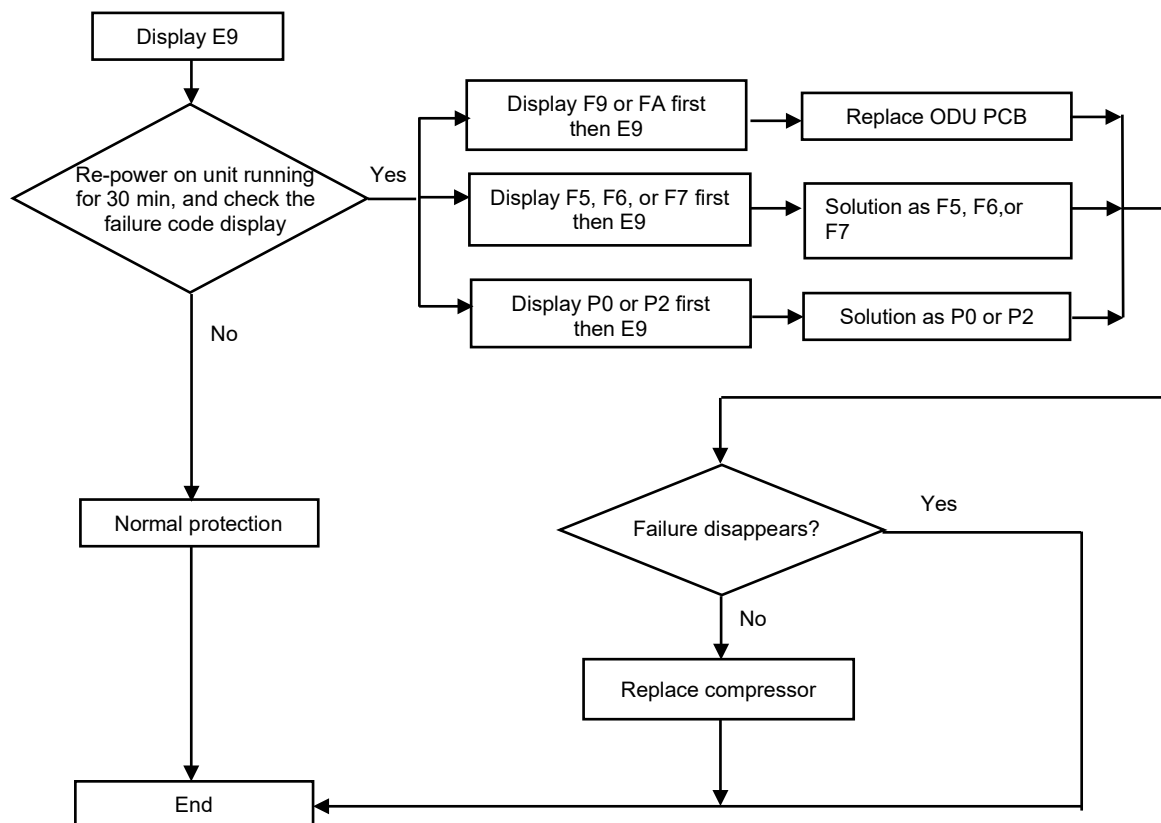 Display E9
Re-power on unit running
for 30 min, and check the
failure code display
Yes
Display F9 or FA first
then E9
Replace ODU PCB
Display F5, F6, or F7 first
then E9
Solution as F5, F6,or
F7
Display P0 or P2 first
then E9
Solution as P0 or P2
No
Normal protection
Failure disappears?
Yes
No
Replace compressor
End